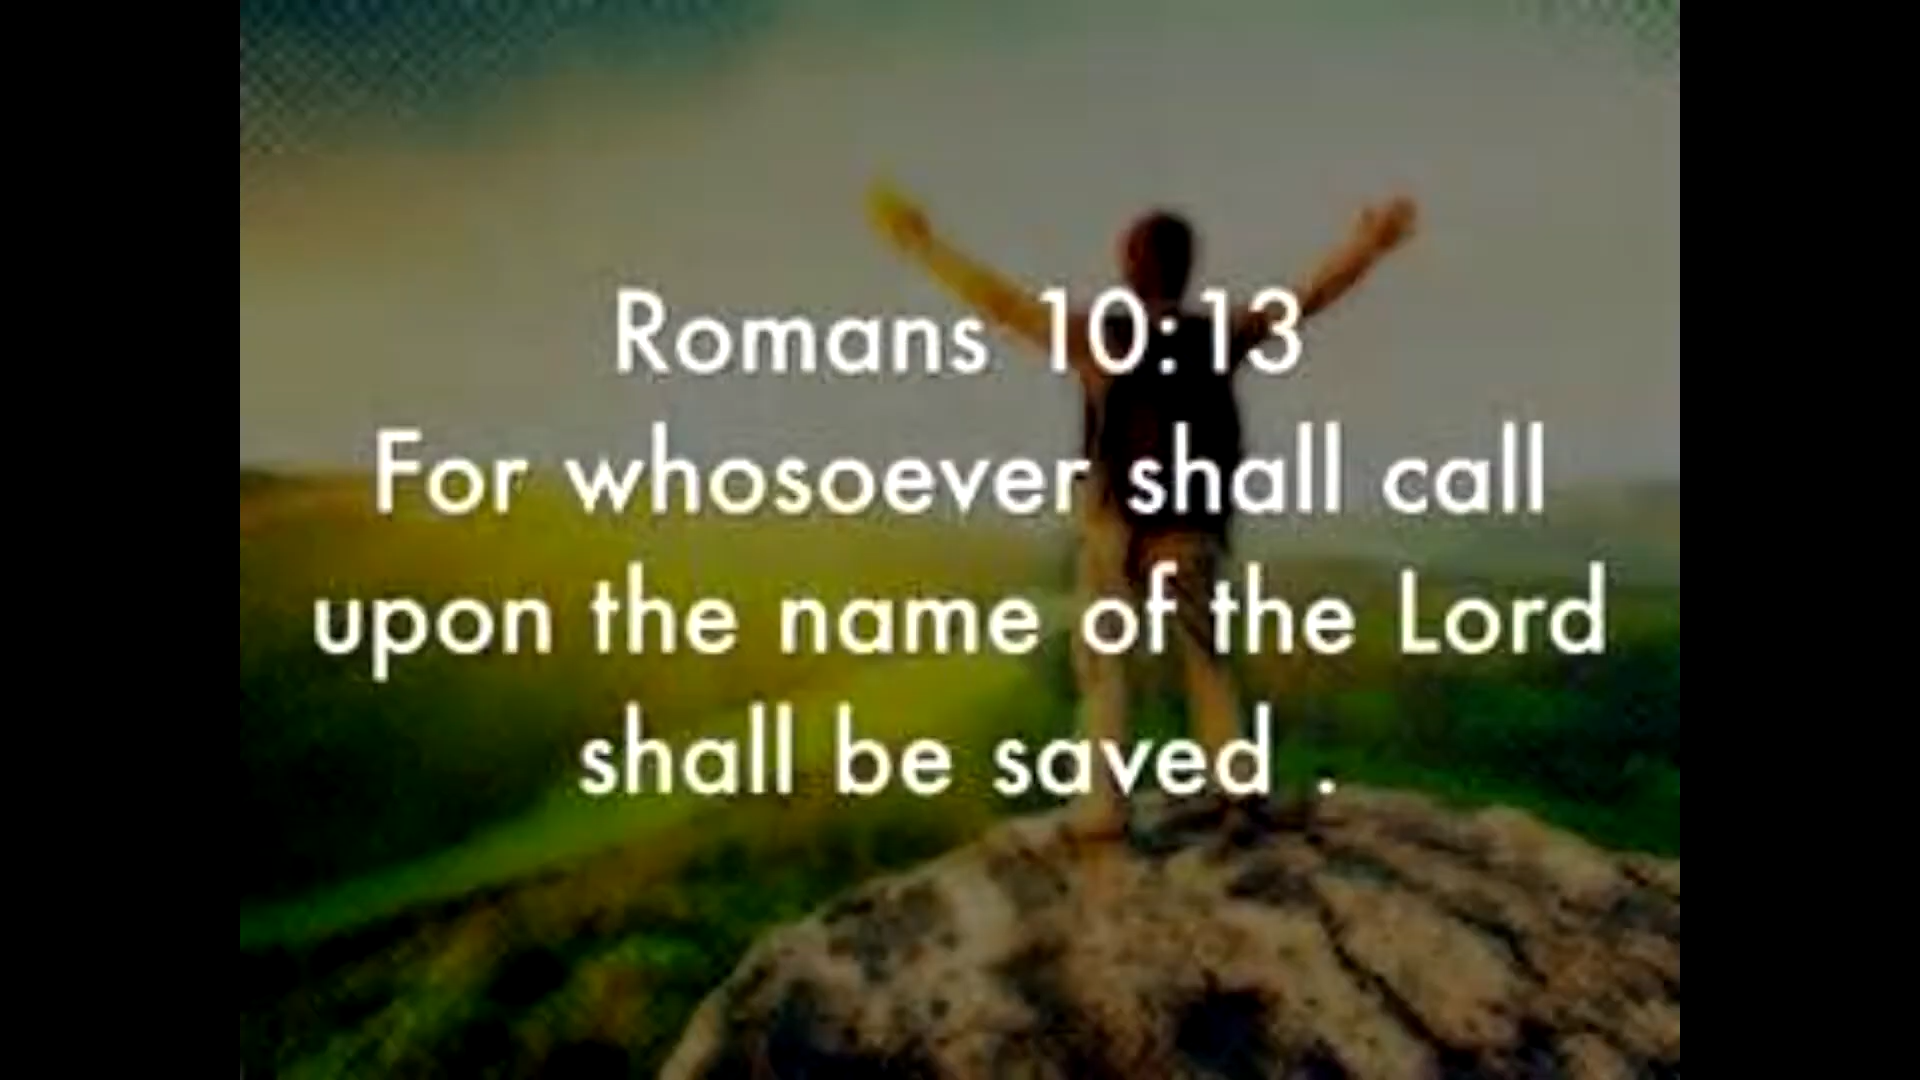 Romans 10:13
For whosoever shall call
upon the name of the Lord
shall be saved .